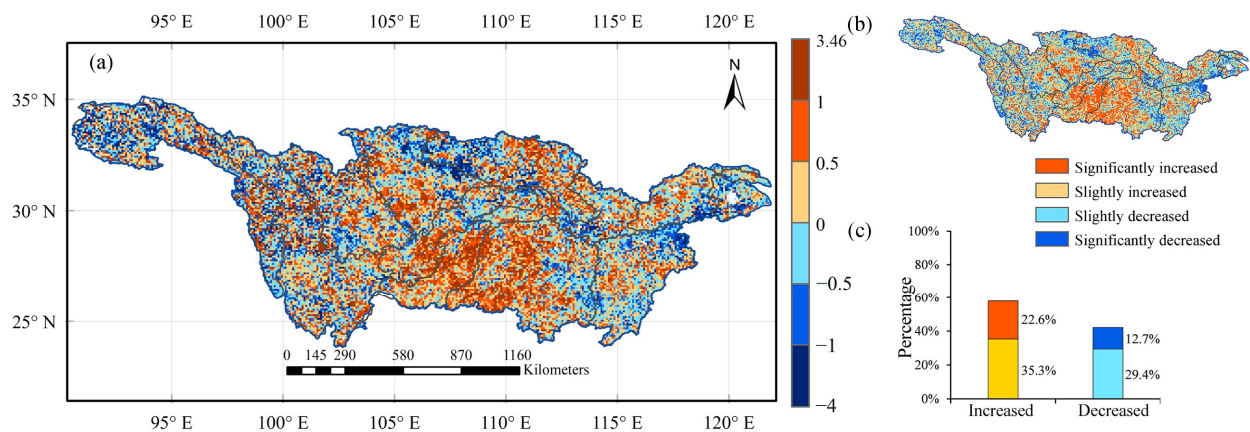 95° E 100° E 105° E 110° E 115° E 120° E
(a)
N
35° N
30° N
25° N
0 145 290 580 870 1160
Kilometers
95° E 100° E 105° E 110° E 115° E 120° E
3.46
1
0.5
0
−0.5
−1
−4
(b)
Significantly increased
Slightly increased
Slightly decreased
Significantly decreased
(c)
Percentage
100%
80%
60%
40%
20%
0%
22.6%
35.3%
12.7%
29.4%
Increased Decreased